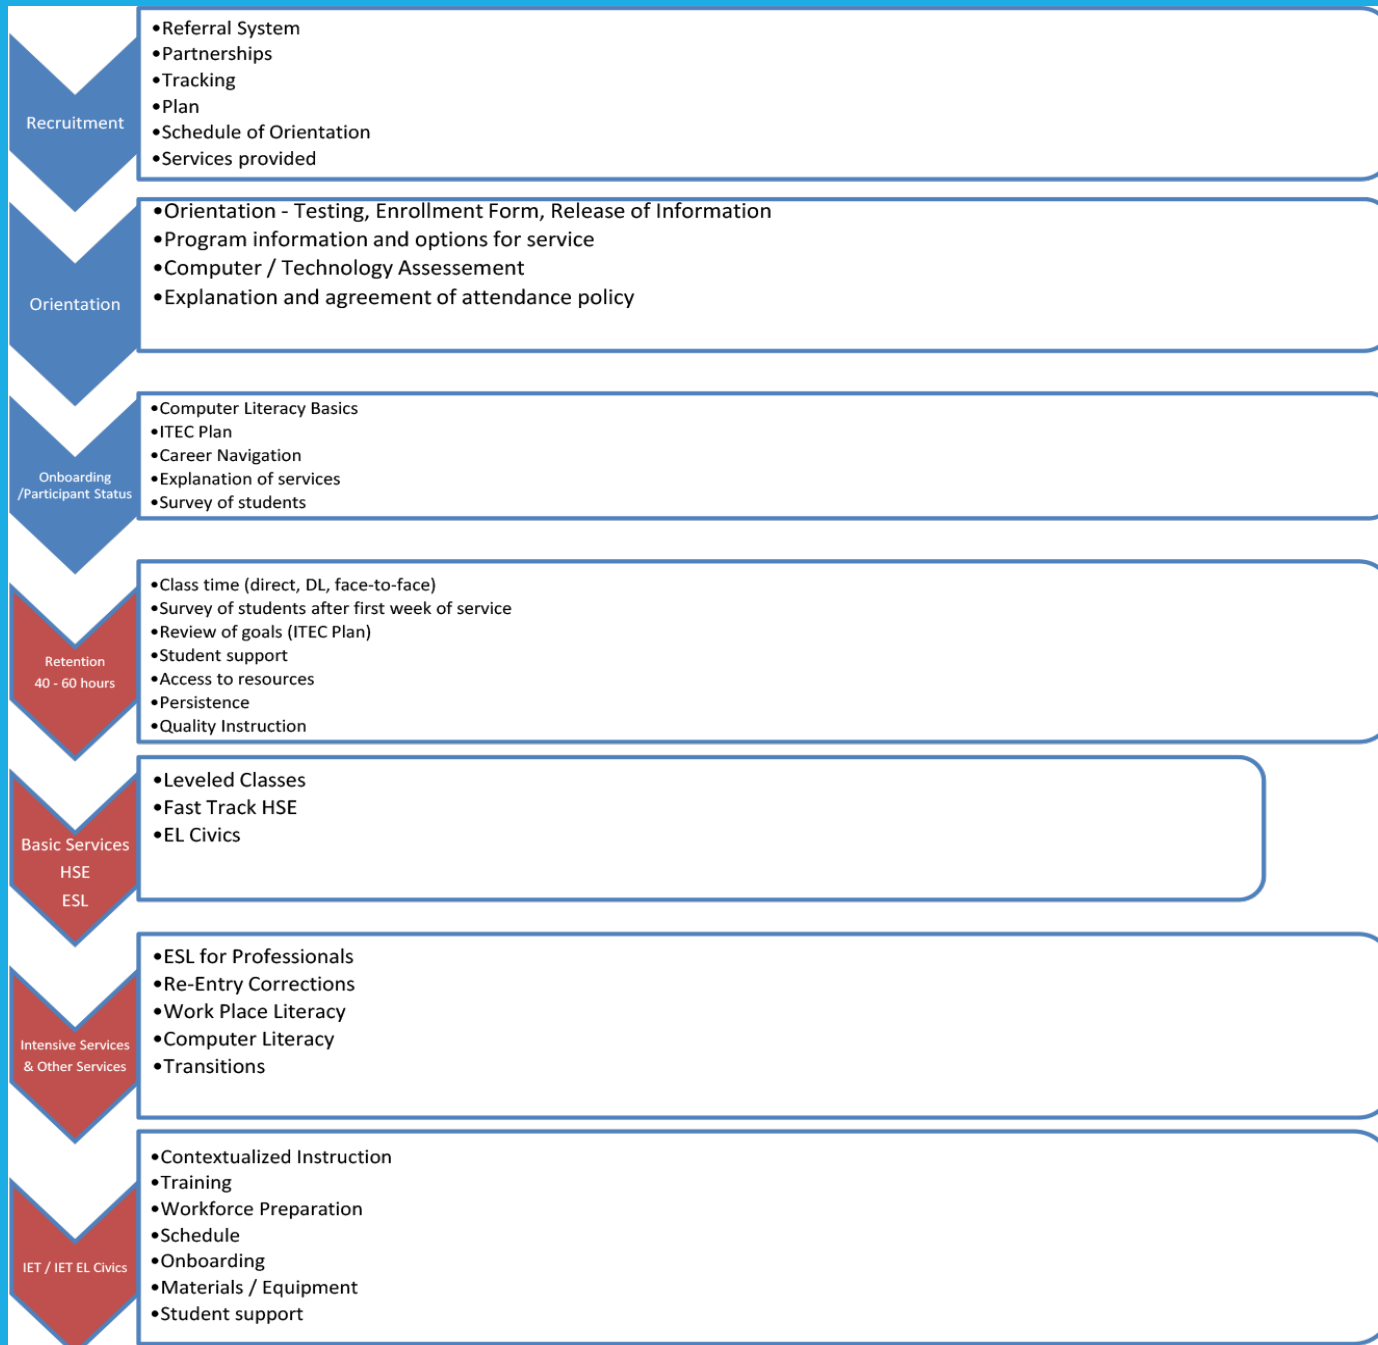 Recruitment
•Referral System
•Partnerships
•Tracking
•Plan
•Schedule of Orientation
•Services provided
Orientation
•Orientation - Testing, Enrollment Form, Release of Information
•Program information and options for service
•Computer / Technology Assessement
•Explanation and agreement of attendance policy
Onboarding
/Participant Status
•Computer Literacy Basics
•ITEC Plan
•Career Navigation
•Explanation of services
•Survey of students
Retention
40 - 60 hours
•Class time (direct, DL, face-to-face)
•Survey of students after first week of service
•Review of goals (ITEC Plan)
•Student support
•Access to resources
•Persistence
•Quality Instruction
Basic Services
HSE
ESL
•Leveled Classes
•Fast Track HSE
•EL Civics
Intensive Services
& Other Services
•ESL for Professionals
•Re-Entry Corrections
•Work Place Literacy
•Computer Literacy
•Transitions
IET / IET EL Civics
•Contextualized Instruction
•Training
•Workforce Preparation
•Schedule
•Onboarding
•Materials / Equipment
•Student support